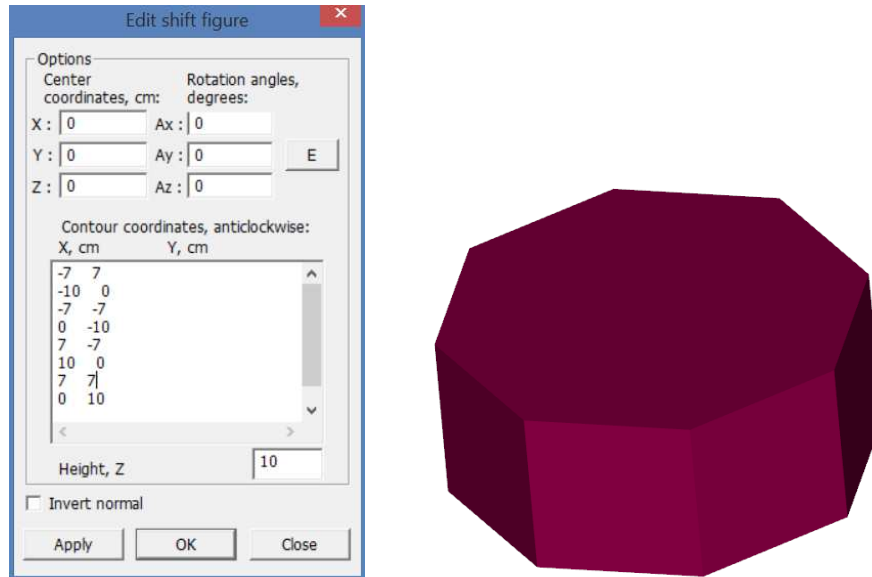 Edit shift figure
Options
Center coordinates, cm:
Rotation angles, degrees:
X : 0 Ax : 0
Y : 0 Ay : 0 E
Z : 0 Az : 0
Contour coordinates, anticlockwise:
X, cm Y, cm
-7 7
-10 0
-7 -7
0 -10
7 -7
10 0
7 7
0 10
Height, Z 10
Invert normal
Apply OK Close